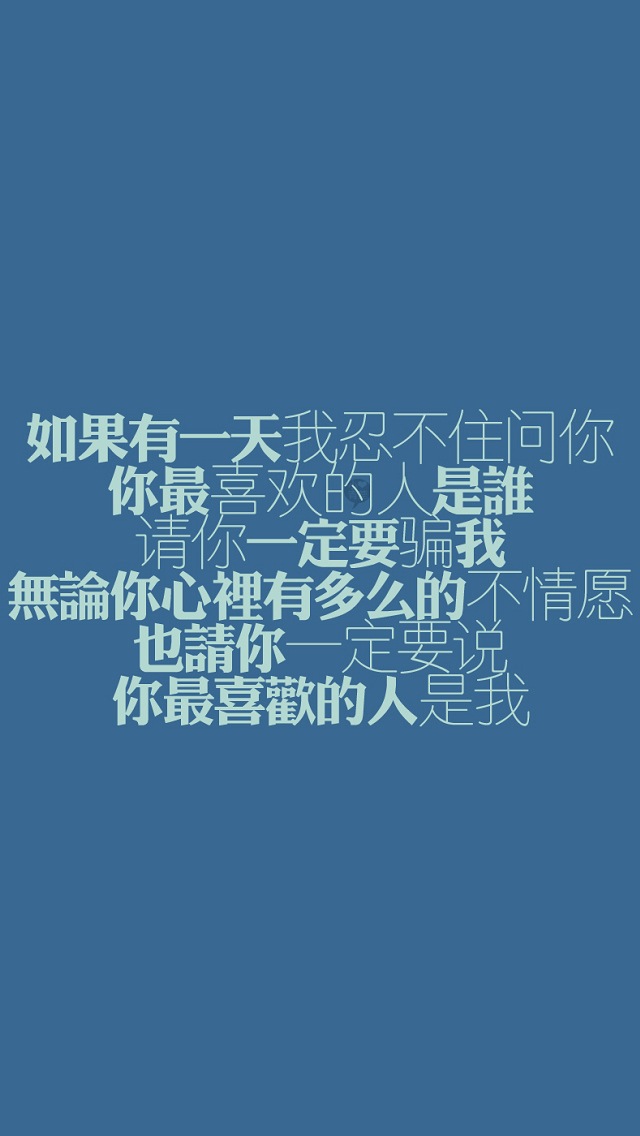 如果有一天我忍不住问你
你最喜欢的人是誰
请你一定要骗我
無論你心裡有多么的不情愿
也請你一定要说
你最喜歡的人是我